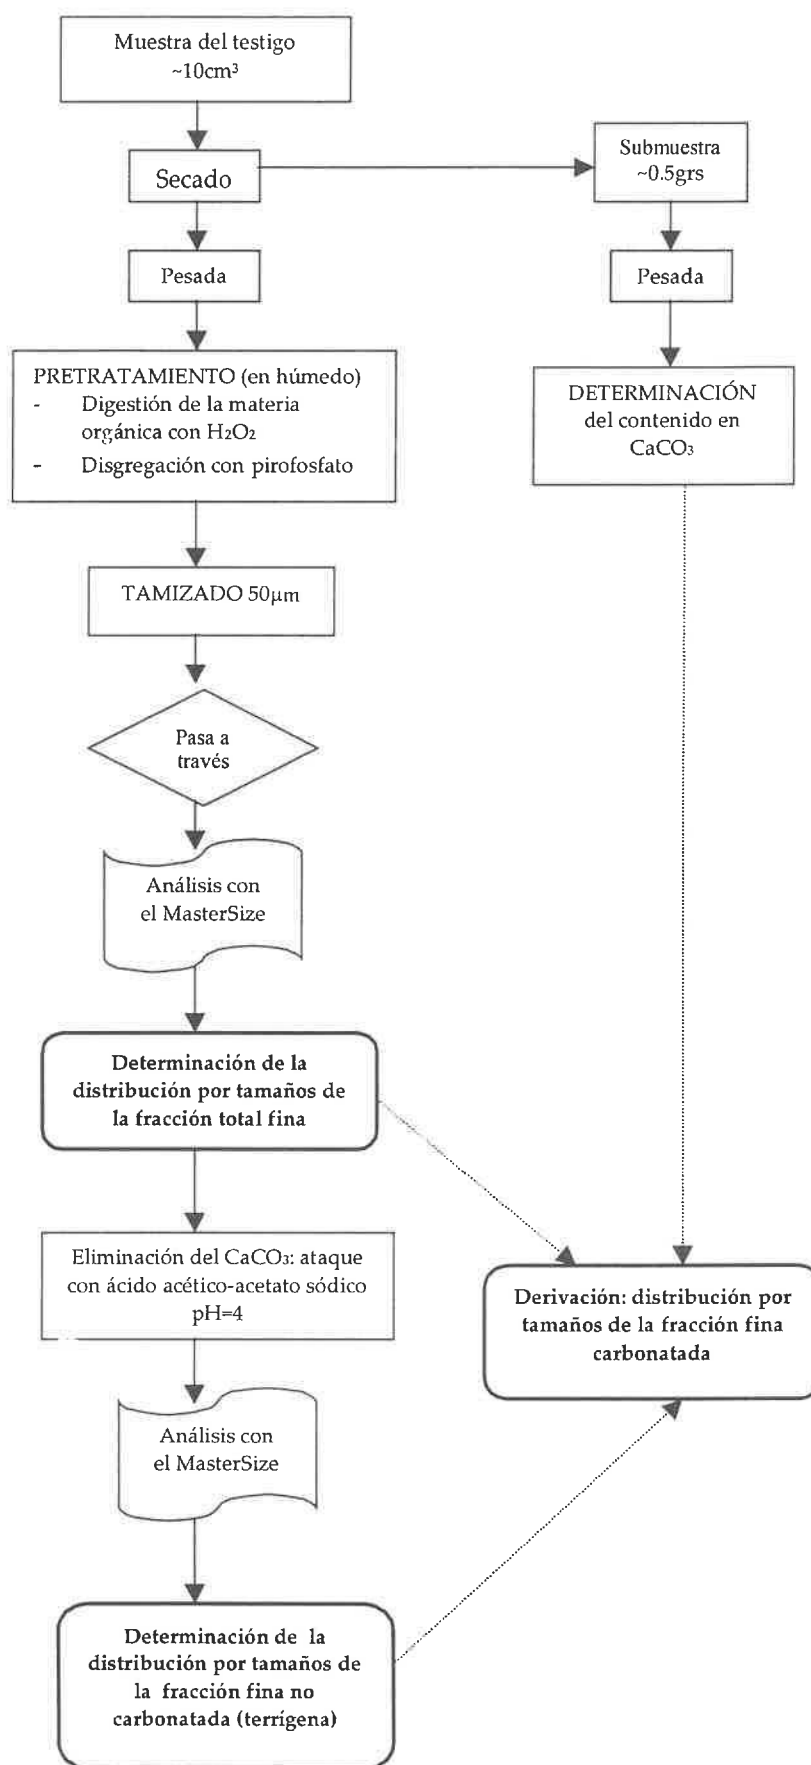 Muestra del testigo
~10cm³
Secado
Submuestra
~0.5grs
Pesada
Pesada
PRETRATAMIENTO (en húmedo)
- Digestión de la materia
orgánica con H₂O₂
- Disgregación con pirofosfato
DETERMINACIÓN
del contenido en
CaCO₃
TAMIZADO 50µm
Pasa a
través
Análisis con
el MasterSize
Determinación de la
distribución por tamaños de
la fracción total fina
Eliminación del CaCO₃: ataque
con ácido acético-acetato sódico
pH=4
Derivación: distribución por
tamaños de la fracción fina
carbonatada
Análisis con
el MasterSize
Determinación de la
distribución por tamaños de
la fracción fina no
carbonatada (terrígena)